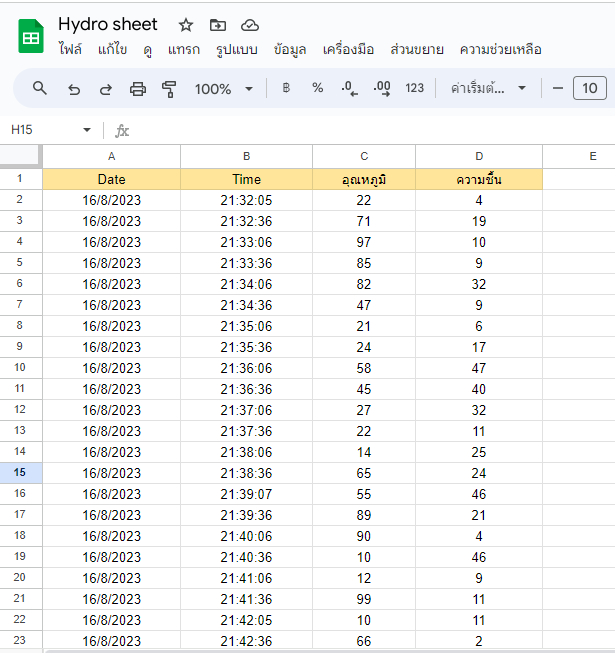 Hydro sheet
ไฟล์ แก้ไข ดู แทรก รูปแบบ ข้อมูล เครื่องมือ ส่วนขยาย ความช่วยเหลือ
100% ฿ % .0 .00 123 ค่าเริ่มต้... 10
H15 fx
A B C D E
1 Date Time อุณหภูมิ ความชื้น
2 16/8/2023 21:32:05 22 4
3 16/8/2023 21:32:36 71 19
4 16/8/2023 21:33:06 97 10
5 16/8/2023 21:33:36 85 9
6 16/8/2023 21:34:06 82 32
7 16/8/2023 21:34:36 47 9
8 16/8/2023 21:35:06 21 6
9 16/8/2023 21:35:36 24 17
10 16/8/2023 21:36:06 58 47
11 16/8/2023 21:36:36 45 40
12 16/8/2023 21:37:06 27 32
13 16/8/2023 21:37:36 22 11
14 16/8/2023 21:38:06 14 25
15 16/8/2023 21:38:36 65 24
16 16/8/2023 21:39:07 55 46
17 16/8/2023 21:39:36 89 21
18 16/8/2023 21:40:06 90 4
19 16/8/2023 21:40:36 10 46
20 16/8/2023 21:41:06 12 9
21 16/8/2023 21:41:36 99 11
22 16/8/2023 21:42:05 10 11
23 16/8/2023 21:42:36 66 2